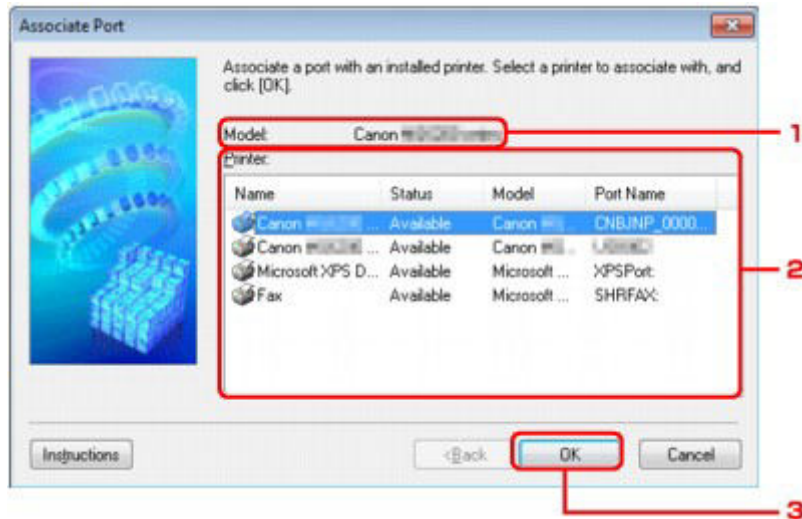 Associate Port
Associate a port with an installed printer. Select a printer to associate with, and
click [OK].
Model: Canon
1
Printer:
Name Status Model Port Name
Canon ... Available Canon ... CNBJNP_0000...
Canon ... Available Canon ...
2
Microsoft XPS D... Available Microsoft ... XPSPort:
Fax Available Microsoft ... SHRFAX:
Instructions <Back OK Cancel
3